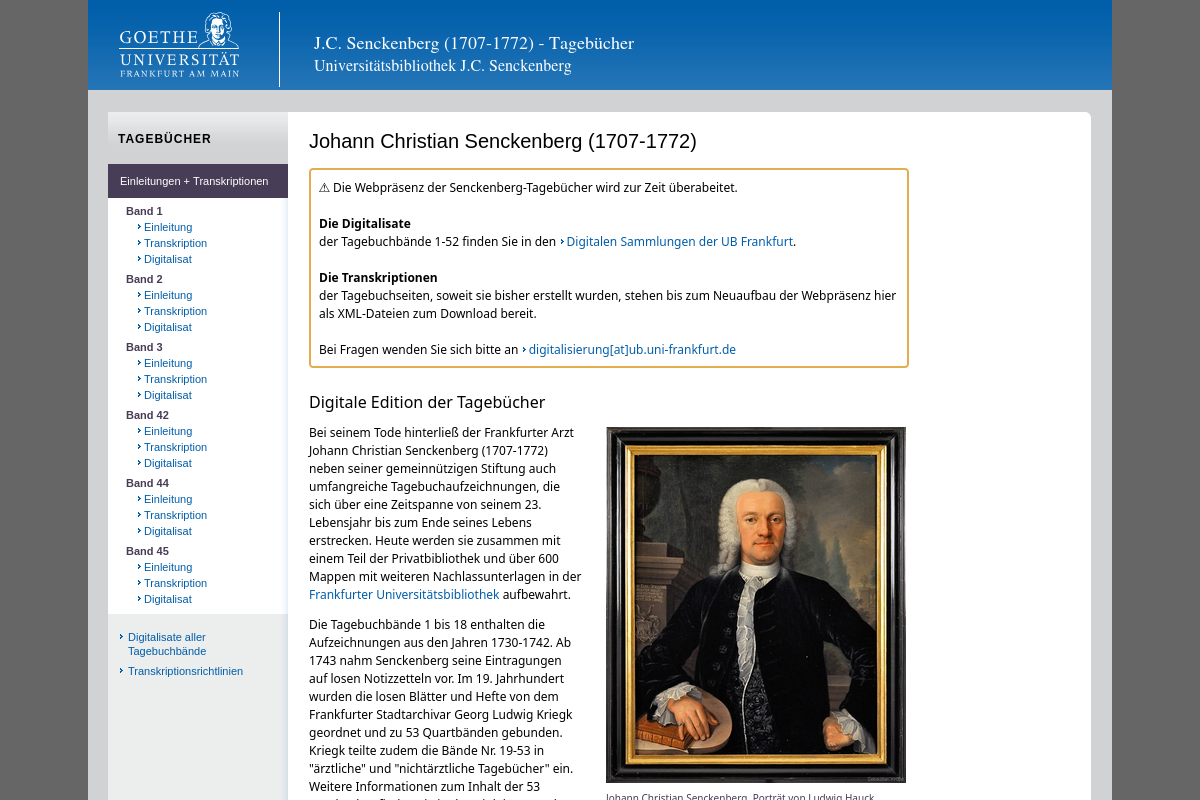 GOETHE
UNIVERSITÄT
FRANKFURT AM MAIN
J.C. Senckenberg (1707-1772) - Tagebücher
Universitätsbibliothek J.C. Senckenberg
TAGEBÜCHER
Einleitungen + Transkriptionen
Band 1
Einleitung
Transkription
Digitalisat
Band 2
Einleitung
Transkription
Digitalisat
Band 3
Einleitung
Transkription
Digitalisat
Band 42
Einleitung
Transkription
Digitalisat
Band 44
Einleitung
Transkription
Digitalisat
Band 45
Einleitung
Transkription
Digitalisat
Digitalisate aller
Tagebuchbände
Transkriptionsrichtlinien
Johann Christian Senckenberg (1707-1772)
⚠ Die Webpräsenz der Senckenberg-Tagebücher wird zur Zeit überabeitet.
Die Digitalisate
der Tagebuchbände 1-52 finden Sie in den Digitalen Sammlungen der UB Frankfurt.
Die Transkriptionen
der Tagebuchseiten, soweit sie bisher erstellt wurden, stehen bis zum Neuaufbau der Webpräsenz hier
als XML-Dateien zum Download bereit.
Bei Fragen wenden Sie sich bitte an digitalisierung[at]ub.uni-frankfurt.de
Digitale Edition der Tagebücher
Bei seinem Tode hinterließ der Frankfurter Arzt
Johann Christian Senckenberg (1707-1772)
neben seiner gemeinnützigen Stiftung auch
umfangreiche Tagebuchaufzeichnungen, die
sich über eine Zeitspanne von seinem 23.
Lebensjahr bis zum Ende seines Lebens
erstrecken. Heute werden sie zusammen mit
einem Teil der Privatbibliothek und über 600
Mappen mit weiteren Nachlassunterlagen in der
Frankfurter Universitätsbibliothek aufbewahrt.
Die Tagebuchbände 1 bis 18 enthalten die
Aufzeichnungen aus den Jahren 1730-1742. Ab
1743 nahm Senckenberg seine Eintragungen
auf losen Notizzetteln vor. Im 19. Jahrhundert
wurden die losen Blätter und Hefte von dem
Frankfurter Stadtarchivar Georg Ludwig Kriegk
geordnet und zu 53 Quartbänden gebunden.
Kriegk teilte zudem die Bände Nr. 19-53 in
"ärztliche" und "nichtärztliche Tagebücher" ein.
Weitere Informationen zum Inhalt der 53
Johann Christian Senckenberg, Porträt von Ludwig Hauck